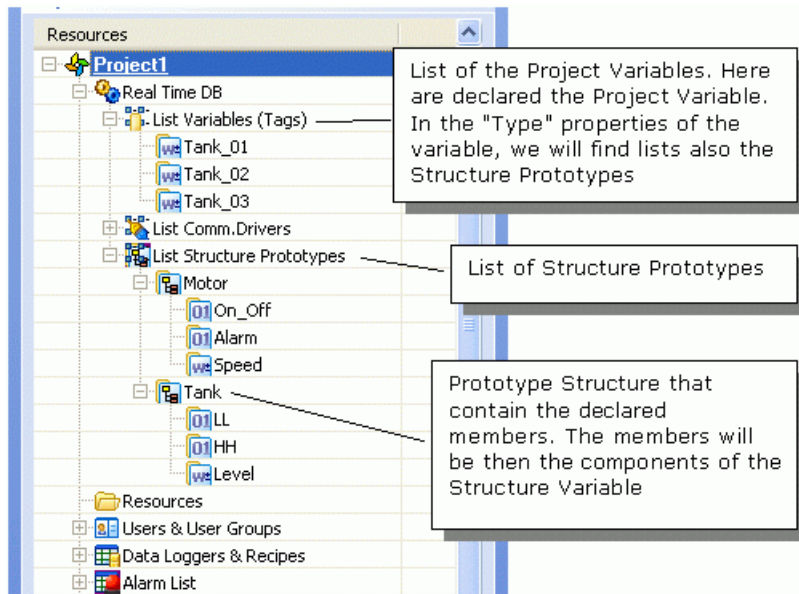 Resources
Project1
Real Time DB
List Variables (Tags)
Tank_01
Tank_02
Tank_03
List Comm.Drivers
List Structure Prototypes
Motor
On_Off
Alarm
Speed
Tank
LL
HH
Level
Resources
Users & User Groups
Data Loggers & Recipes
Alarm List
List of the Project Variables. Here
are declared the Project Variable.
In the "Type" properties of the
variable, we will find lists also the
Structure Prototypes
List of Structure Prototypes
Prototype Structure that
contain the declared
members. The members will
be then the components of the
Structure Variable